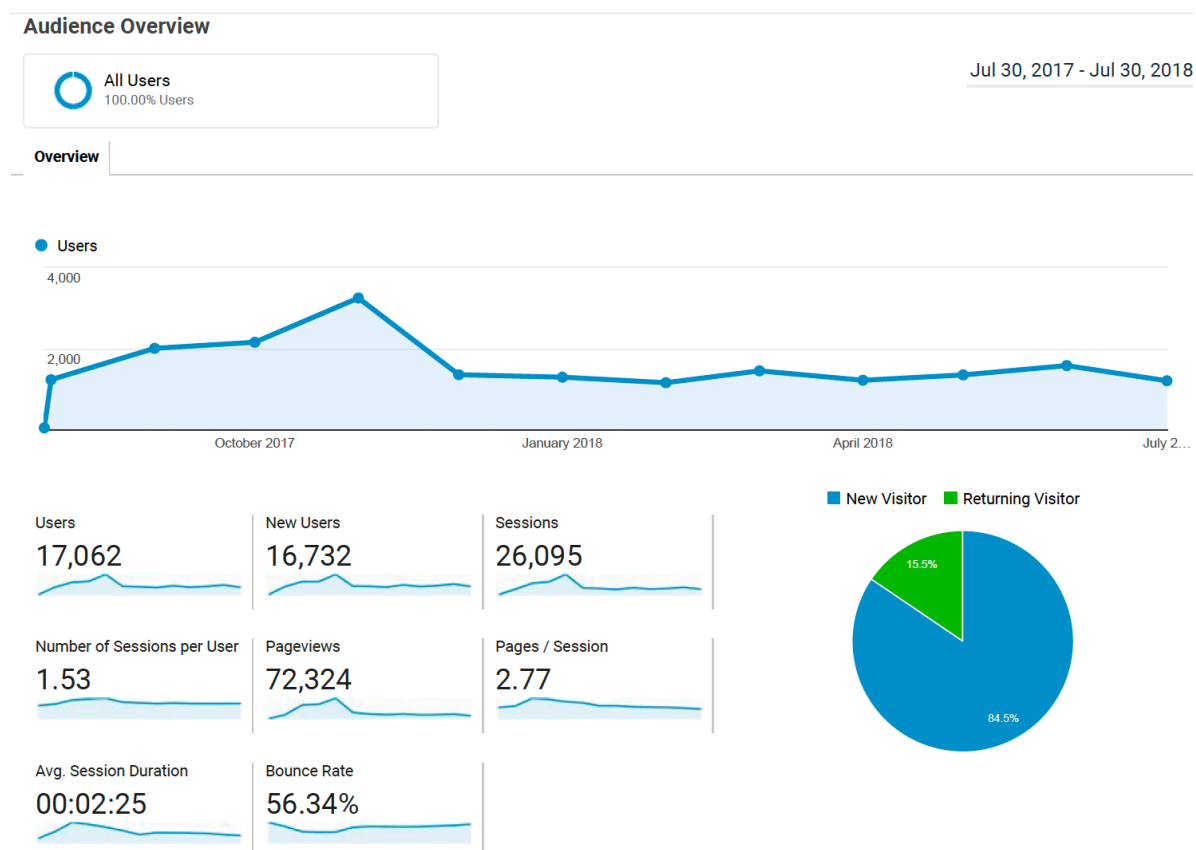 Audience Overview
All Users
100.00% Users
Jul 30, 2017 - Jul 30, 2018
Overview
Users
4,000
2,000
October 2017
January 2018
April 2018
July 2...
New Visitor
Returning Visitor
Users
17,062
New Users
16,732
Sessions
26,095
Number of Sessions per User
1.53
Pageviews
72,324
Pages / Session
2.77
Avg. Session Duration
00:02:25
Bounce Rate
56.34%
15.5%
84.5%